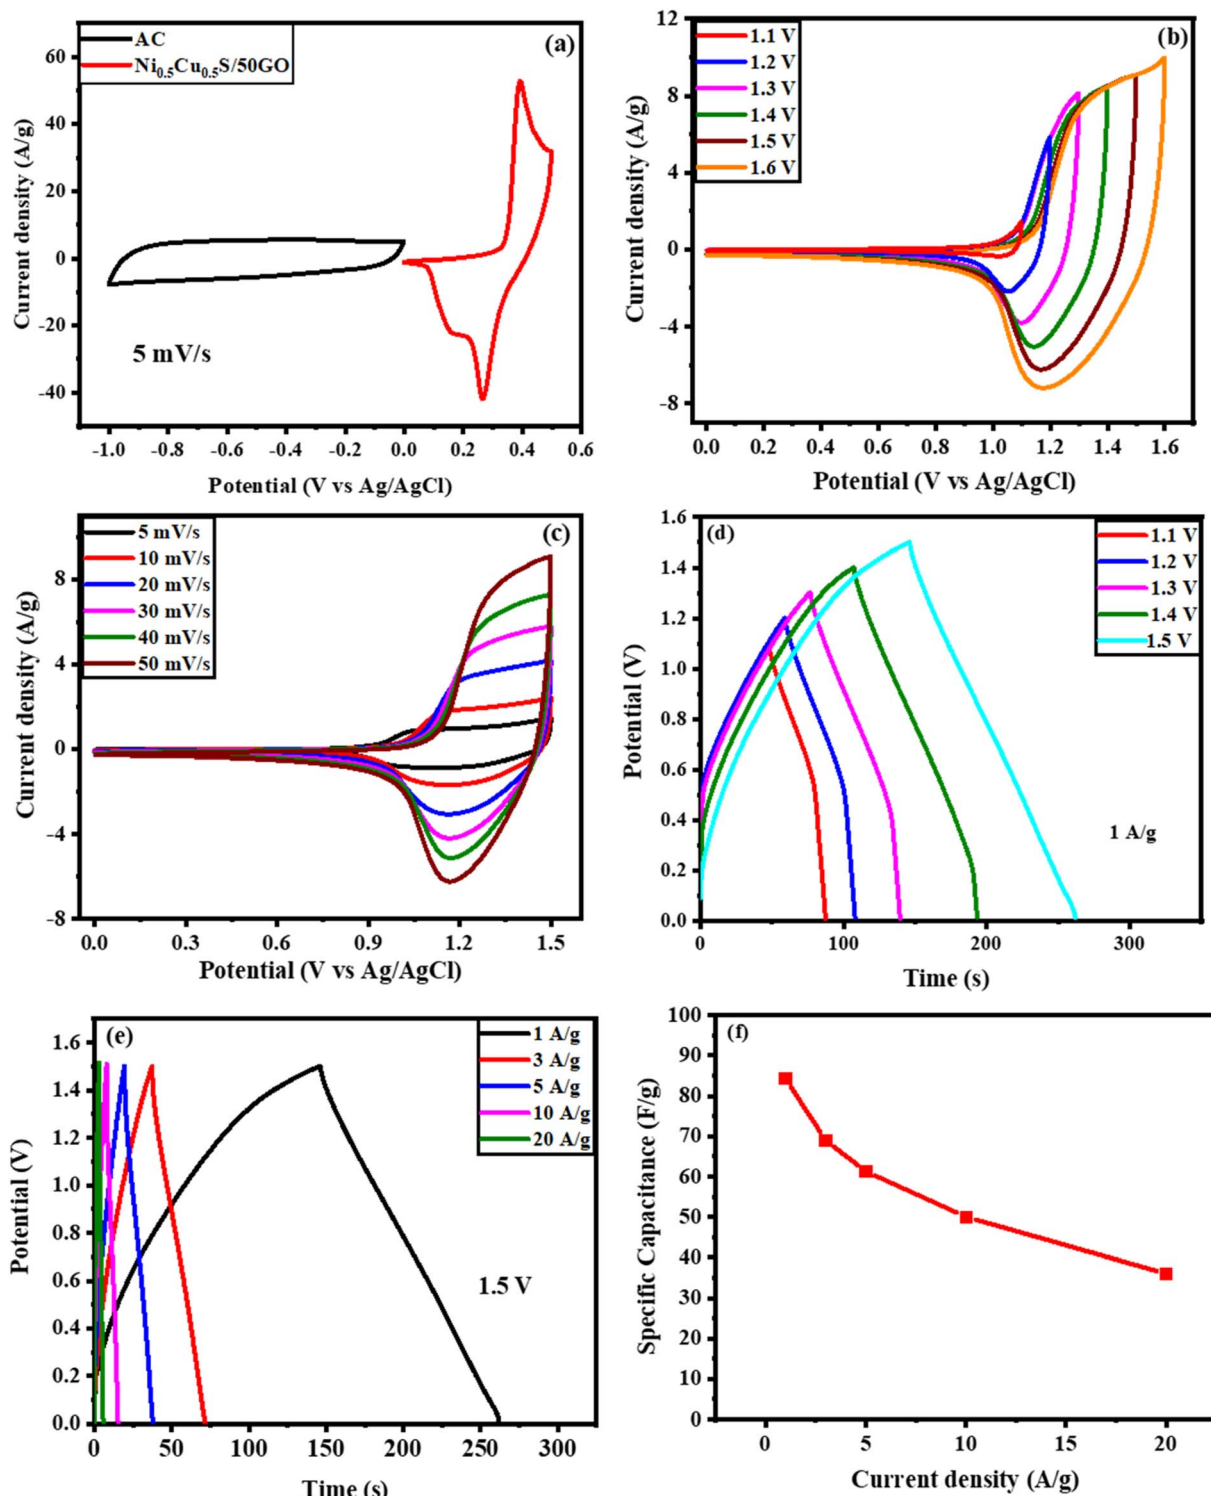 (a)
AC
Ni0.5Cu0.5S/50GO
60
40
20
0
-20
-40
Current density (A/g)
5 mV/s
-1.0 -0.8 -0.6 -0.4 -0.2 0.0 0.2 0.4 0.6
Potential (V vs Ag/AgCl)
(b)
1.1 V
1.2 V
1.3 V
1.4 V
1.5 V
1.6 V
12
8
4
0
-4
-8
Current density (A/g)
0.0 0.2 0.4 0.6 0.8 1.0 1.2 1.4 1.6
Potential (V vs Ag/AgCl)
(c)
5 mV/s
10 mV/s
20 mV/s
30 mV/s
40 mV/s
50 mV/s
8
4
0
-4
-8
Current density (A/g)
0.0 0.3 0.6 0.9 1.2 1.5
Potential (V vs Ag/AgCl)
(d)
1.1 V
1.2 V
1.3 V
1.4 V
1.5 V
1.6
1.4
1.2
1.0
0.8
0.6
0.4
0.2
0.0
Potential (V)
1 A/g
0 100 200 300
Time (s)
(e)
1 A/g
3 A/g
5 A/g
10 A/g
20 A/g
1.6
1.4
1.2
1.0
0.8
0.6
0.4
0.2
0.0
Potential (V)
1.5 V
0 50 100 150 200 250 300
Time (s)
(f)
100
90
80
70
60
50
40
30
20
10
0
Specific Capacitance (F/g)
0 5 10 15 20
Current density (A/g)